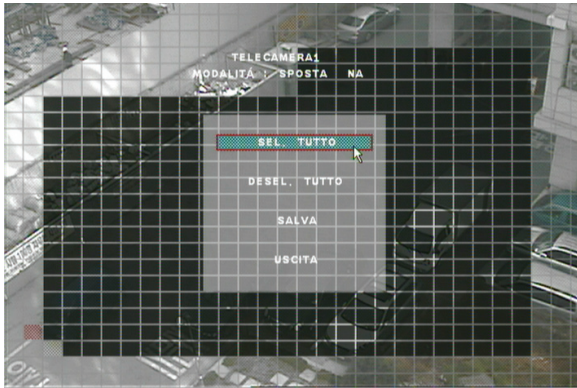 TELECAMERA1
MODALITÀ : SPOSTA NA
SEL. TUTTO
DESEL. TUTTO
SALVA
USCITA